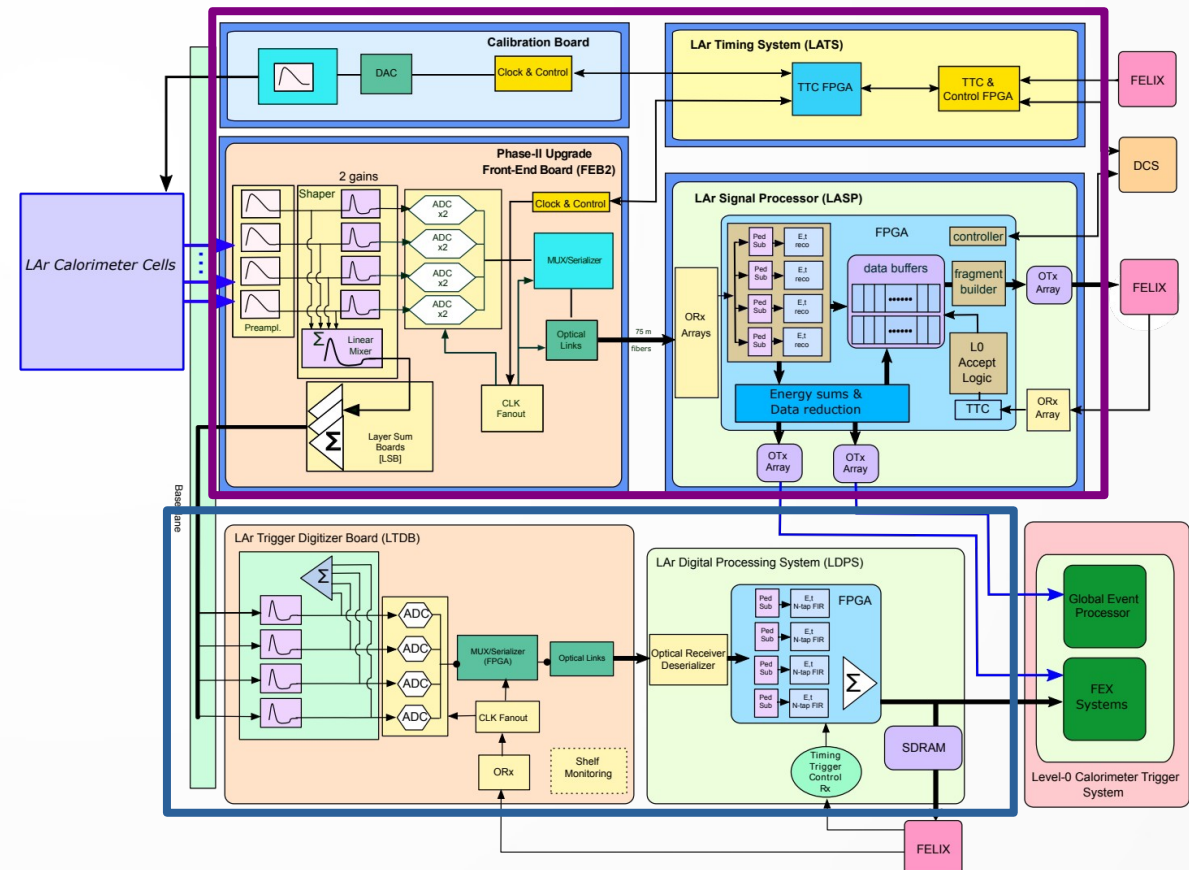 Calibration Board
DAC
Clock & Control
LAr Timing System (LATS)
TTC FPGA
TTC &
Control FPGA
FELIX
DCS
Phase-II Upgrade
Front-End Board (FEB2)
2 gains
Shaper
ADC
x2
ADC
x2
ADC
x2
ADC
x2
Clock & Control
MUX/Serializer
Optical
Links
75 m
fibers
Preampl.
Σ
Linear
Mixer
CLK
Fanout
Σ
Layer Sum
Boards
[LSB]
LAr Calorimeter Cells
LAr Signal Processor (LASP)
FPGA
ORx
Arrays
Ped
Sub
E,t
reco
Ped
Sub
E,t
reco
Ped
Sub
E,t
reco
Ped
Sub
E,t
reco
data buffers
controller
fragment
builder
OTx
Array
FELIX
L0
Accept
Logic
TTC
ORx
Array
Energy sums &
Data reduction
OTx
Array
OTx
Array
LAr Trigger Digitizer Board (LTDB)
Σ
ADC
ADC
ADC
ADC
MUX/Serializer
(FPGA)
Optical Links
CLK Fanout
ORx
Shelf
Monitoring
LAr Digital Processing System (LDPS)
Optical Receiver
Deserializer
FPGA
Ped
Sub
E,t
N-tap FIR
Ped
Sub
E,t
N-tap FIR
Ped
Sub
E,t
N-tap FIR
Ped
Sub
E,t
N-tap FIR
Σ
Timing
Trigger
Control
Rx
SDRAM
FELIX
Global Event
Processor
FEX
Systems
Level-0 Calorimeter Trigger
System